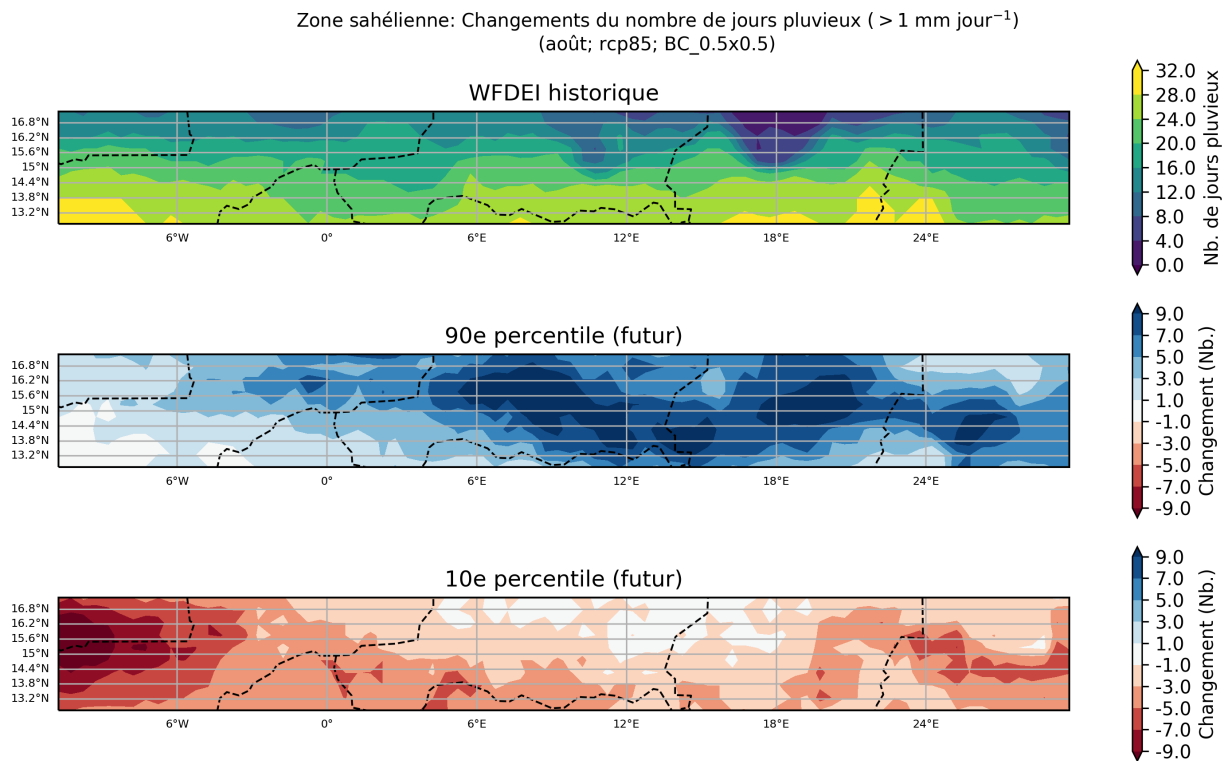 Zone sahélienne: Changements du nombre de jours pluvieux ( > 1 mm jour⁻¹)
(août; rcp85; BC_0.5x0.5)
WFDEI historique
16.8°N
16.2°N
15.6°N
15°N
14.4°N
13.8°N
13.2°N
6°W
0°
6°E
12°E
18°E
24°E
32.0
28.0
24.0
20.0
16.0
12.0
8.0
4.0
0.0
Nb. de jours pluvieux
90e percentile (futur)
16.8°N
16.2°N
15.6°N
15°N
14.4°N
13.8°N
13.2°N
6°W
0°
6°E
12°E
18°E
24°E
9.0
7.0
5.0
3.0
1.0
-1.0
-3.0
-5.0
-7.0
-9.0
Changement (Nb.)
10e percentile (futur)
16.8°N
16.2°N
15.6°N
15°N
14.4°N
13.8°N
13.2°N
6°W
0°
6°E
12°E
18°E
24°E
9.0
7.0
5.0
3.0
1.0
-1.0
-3.0
-5.0
-7.0
-9.0
Changement (Nb.)